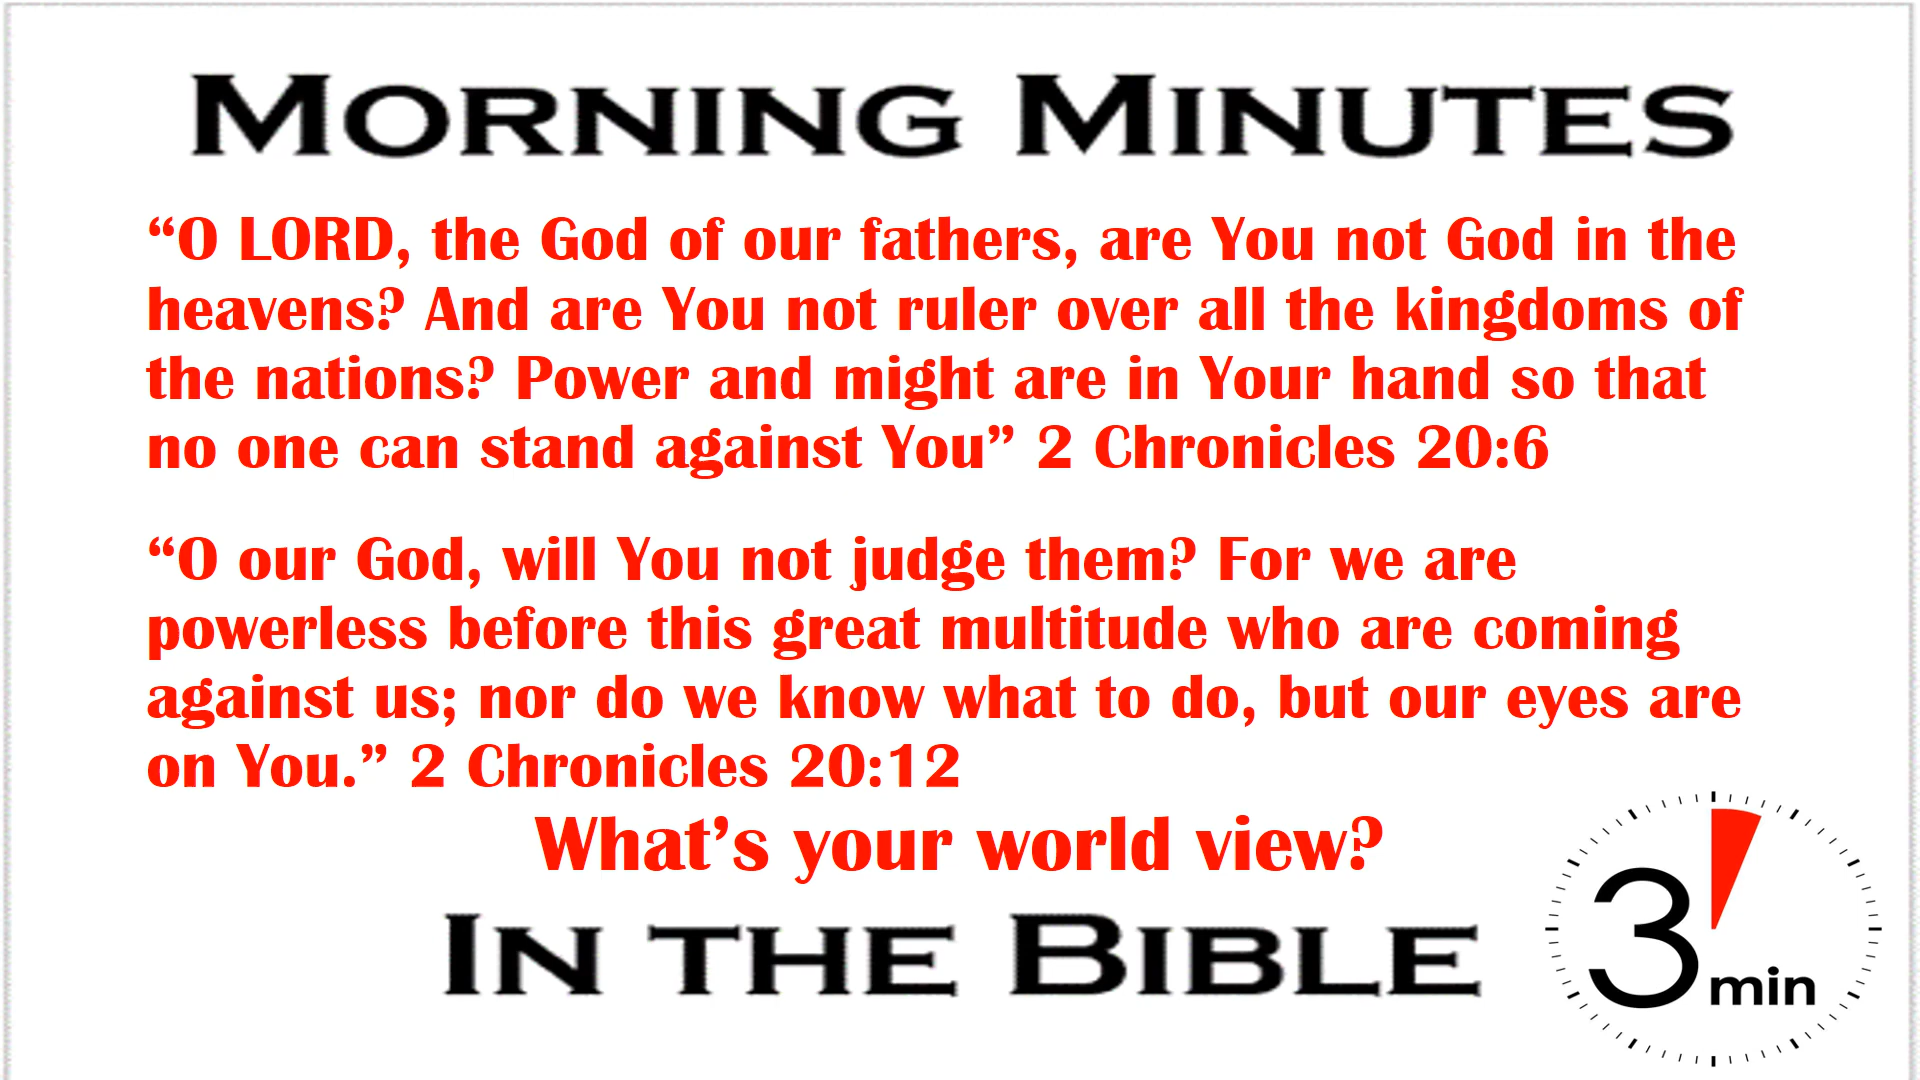 MORNING MINUTES
“O LORD, the God of our fathers, are You not God in the
heavens? And are You not ruler over all the kingdoms of
the nations? Power and might are in Your hand so that
no one can stand against You” 2 Chronicles 20:6
“O our God, will You not judge them? For we are
powerless before this great multitude who are coming
against us; nor do we know what to do, but our eyes are
on You.” 2 Chronicles 20:12
What’s your world view?
IN THE BIBLE
3 min